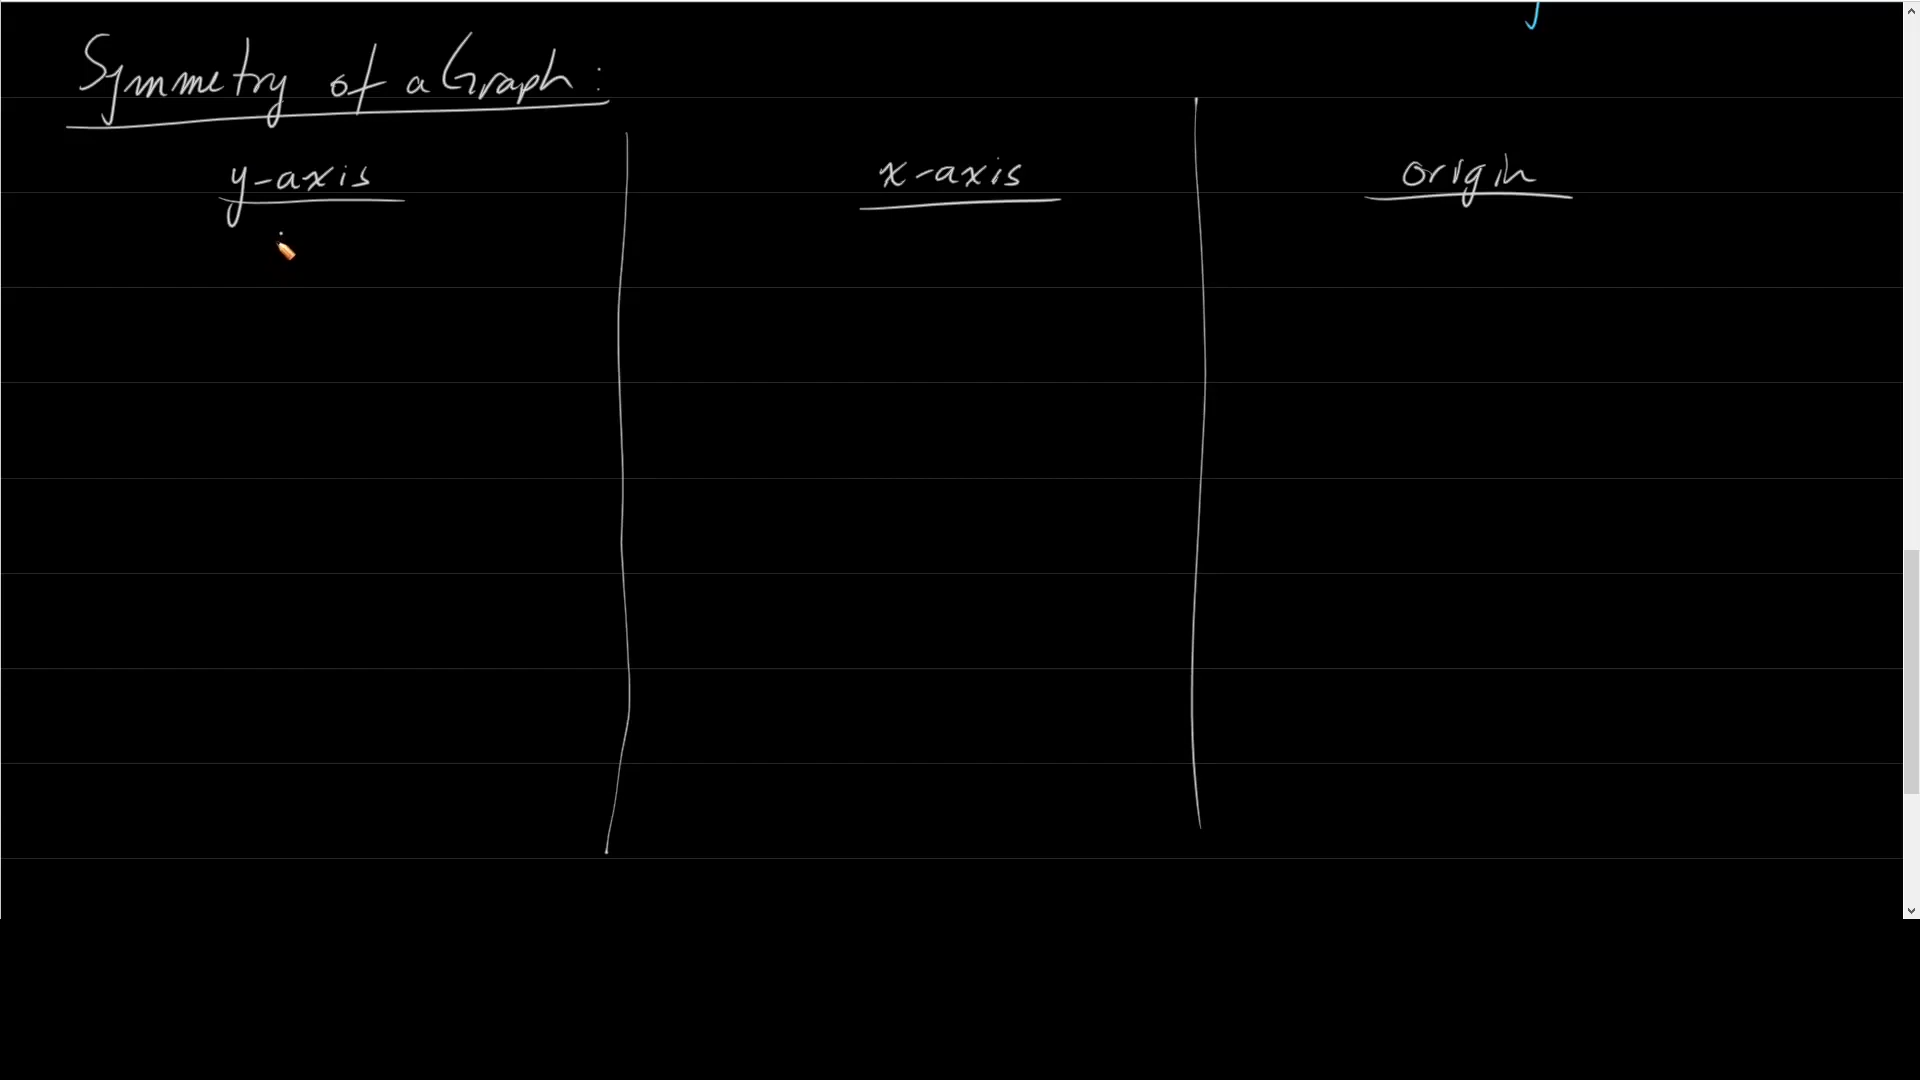 Symmetry of a Graph:
y-axis
x-axis
origin